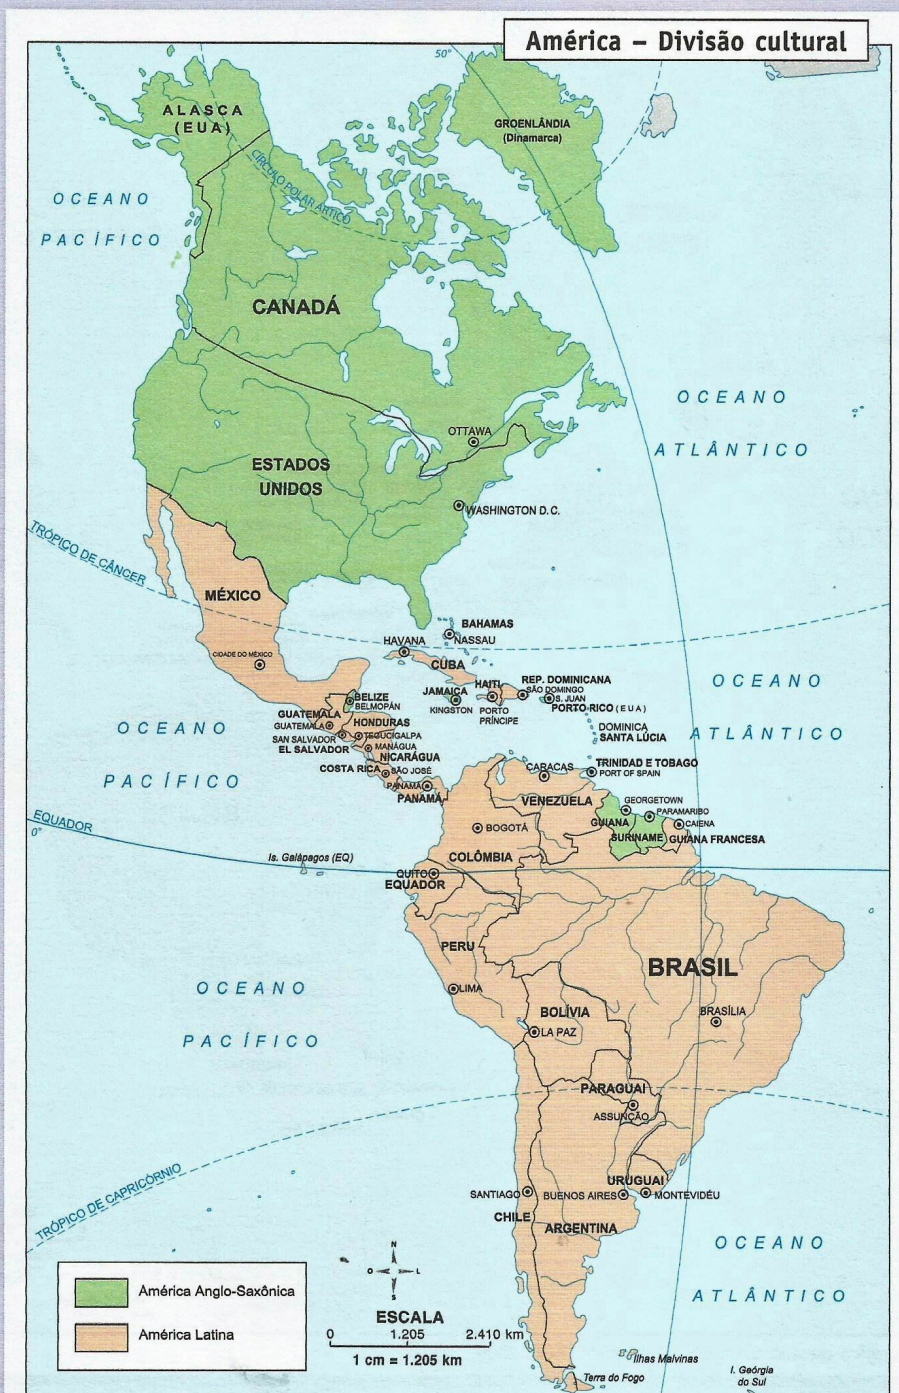 América – Divisão cultural
50°
ALASCA
(EUA)
GROENLÂNDIA
(Dinamarca)
CÍRCULO POLAR ÁRTICO
OCEANO
PACÍFICO
CANADÁ
OCEANO
ATLÂNTICO
OTTAWA
ESTADOS
UNIDOS
WASHINGTON D.C.
TRÓPICO DE CÂNCER
MÉXICO
BAHAMAS
HAVANA
NASSAU
CIDADE DO MÉXICO
CUBA
REP. DOMINICANA
HAITI
SÃO DOMINGO
JAMAICA
S. JUAN
BELIZE
KINGSTON
PORTO
PRÍNCIPE
PORTO RICO (EUA)
BELMOPÁN
OCEANO
ATLÂNTICO
GUATEMALA
GUATEMALA
HONDURAS
TEGUCIGALPA
SAN SALVADOR
EL SALVADOR
MANÁGUA
NICARÁGUA
DOMINICA
SANTA LÚCIA
OCEANO
PACÍFICO
COSTA RICA
SÃO JOSÉ
PANAMÁ
PANAMÁ
CARACAS
TRINIDAD E TOBAGO
PORT OF SPAIN
VENEZUELA
GEORGETOWN
PARAMARIBO
GUIANA
CAIENA
SURINAME
GUIANA FRANCESA
EQUADOR
0°
BOGOTÁ
COLÔMBIA
Is. Galápagos (EQ)
QUITO
EQUADOR
PERU
BRASIL
LIMA
OCEANO
PACÍFICO
BOLÍVIA
BRASÍLIA
LA PAZ
PARAGUAI
ASSUNÇÃO
TRÓPICO DE CAPRICÓRNIO
URUGUAI
SANTIAGO
BUENOS AIRES
MONTEVIDÉU
CHILE
ARGENTINA
OCEANO
ATLÂNTICO
América Anglo-Saxônica
América Latina
N
O
L
S
ESCALA
0
1.205
2.410 km
1 cm = 1.205 km
Ilhas Malvinas
Terra do Fogo
I. Geórgia
do Sul